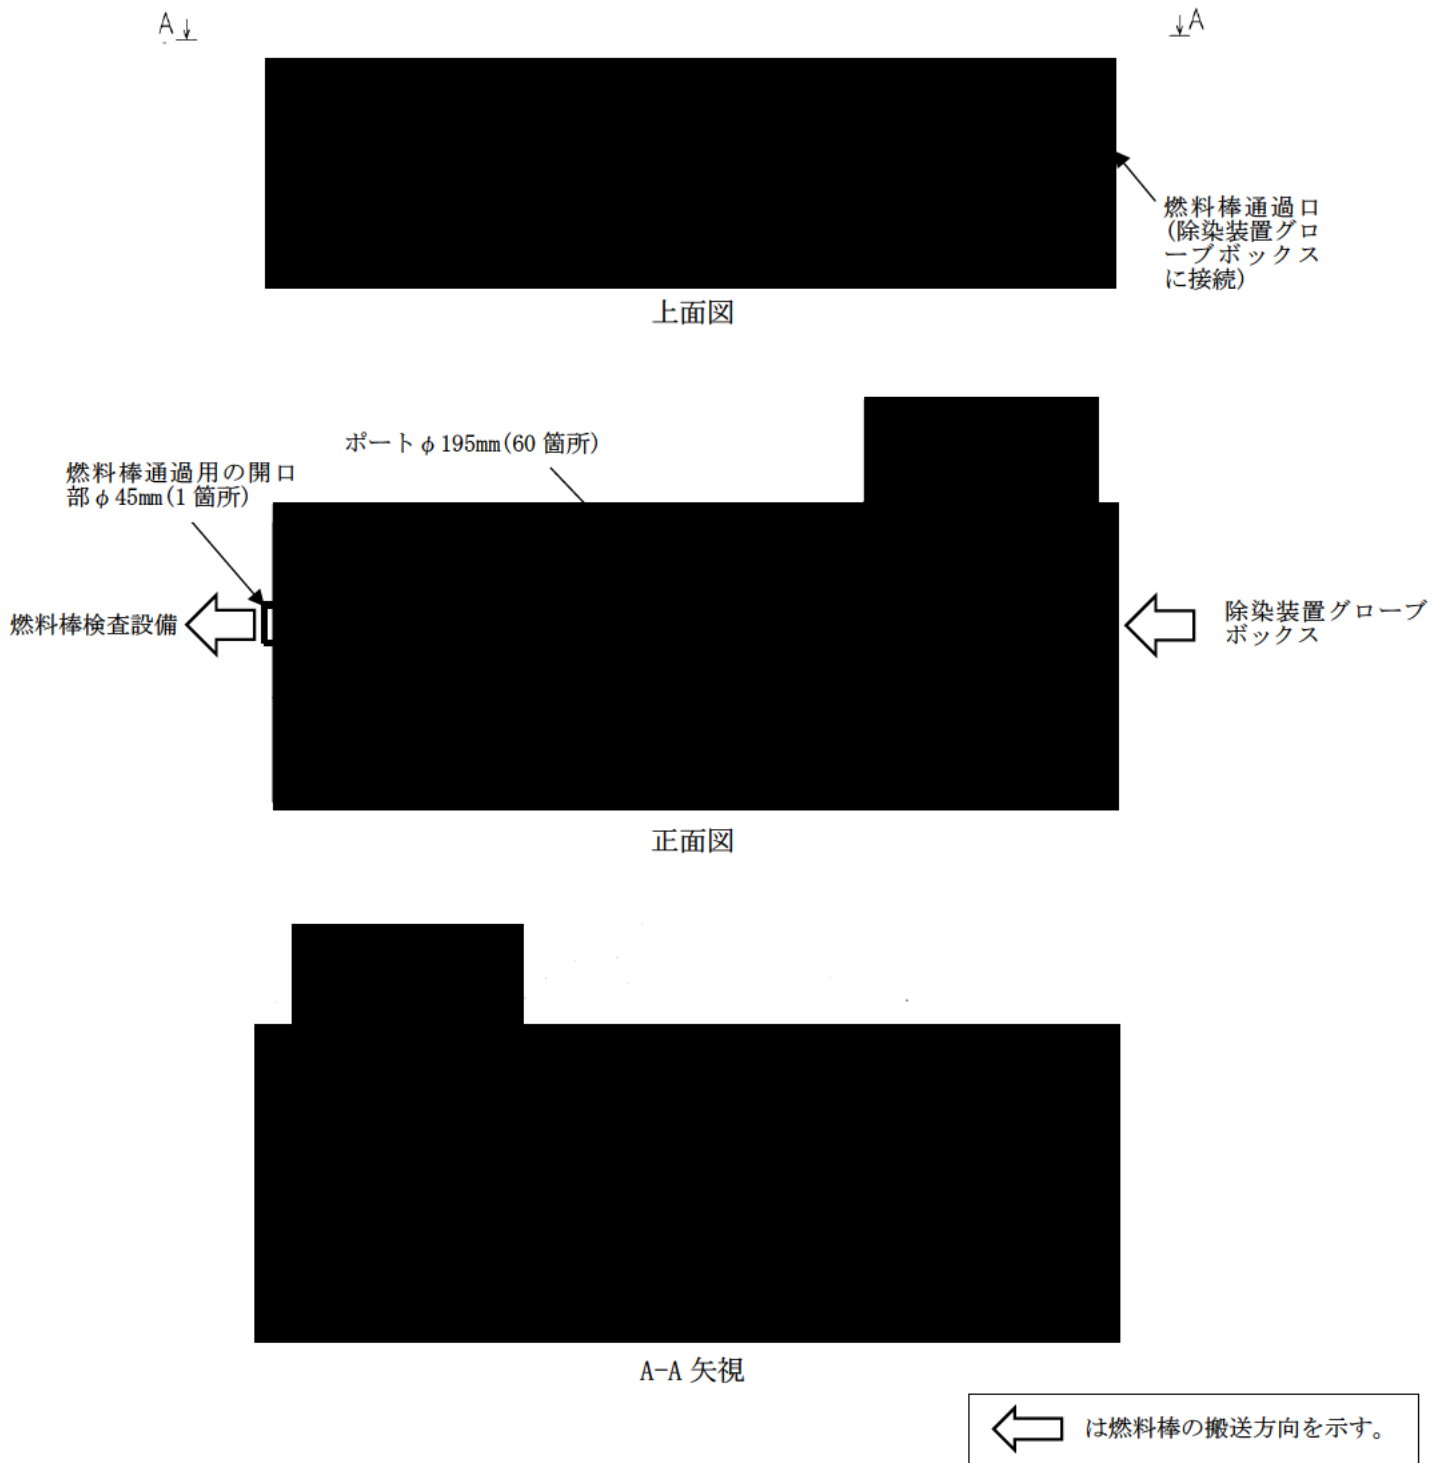 A
A
燃料棒通過口
(除染装置グロ
ーブボックス
に接続)
上面図
ポートφ195mm(60 箇所)
燃料棒通過用の開口
部φ45mm(1 箇所)
燃料棒検査設備
除染装置グローブ
ボックス
正面図
A-A 矢視
は燃料棒の搬送方向を示す。